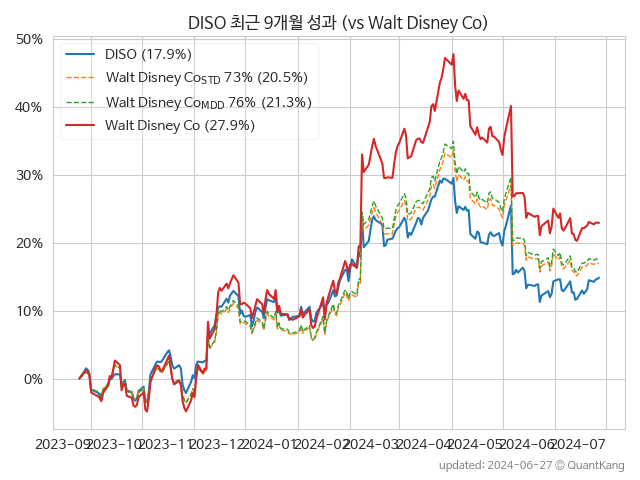 DISO 최근 9개월 성과 (vs Walt Disney Co)
50%
40%
30%
20%
10%
0%
DISO (17.9%)
Walt Disney CoSTD 73% (20.5%)
Walt Disney CoMDD 76% (21.3%)
Walt Disney Co (27.9%)
2023-09 2023-10 2023-11 2023-12 2024-01 2024-02 2024-03 2024-04 2024-05 2024-06 2024-07
updated: 2024-06-27 © QuantKang